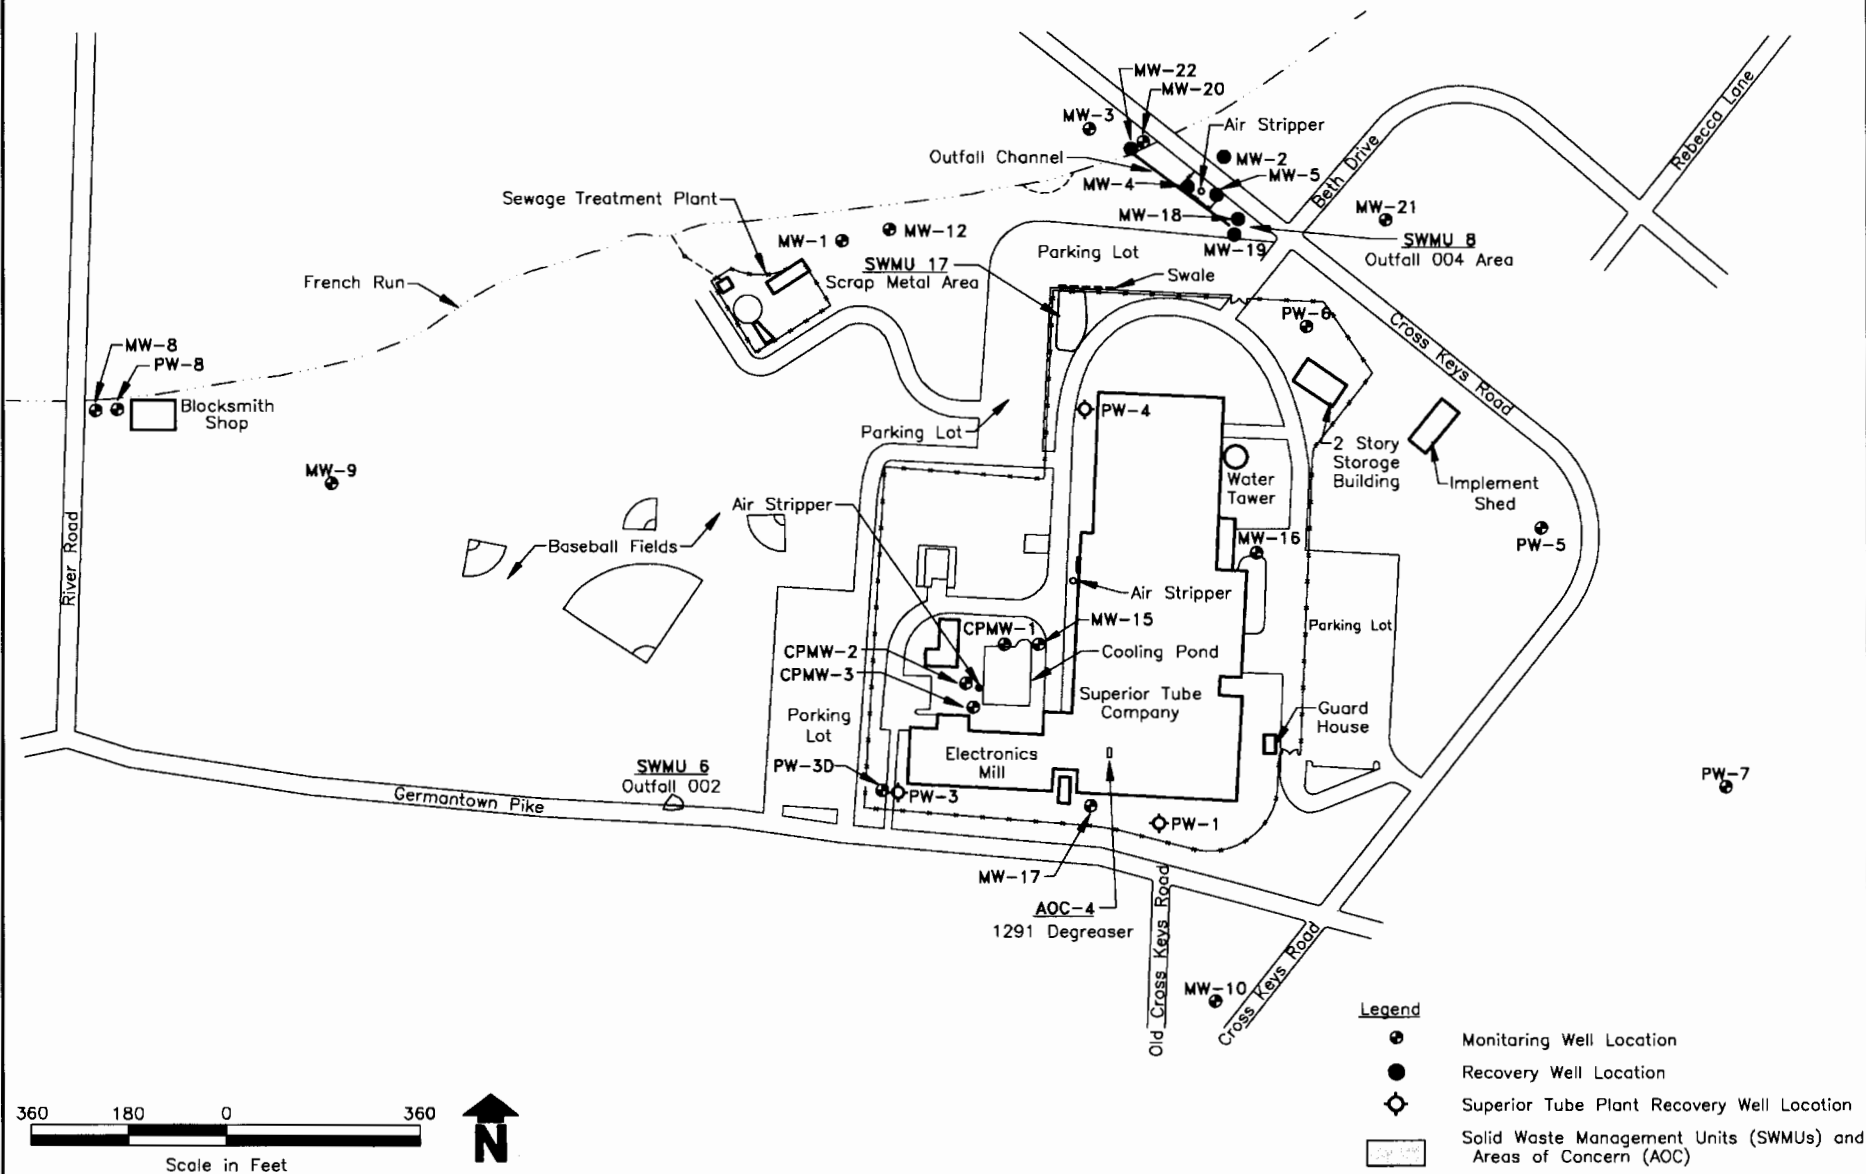 MW-22
MW-20
MW-3
Air Stripper
Outfall Channel
MW-2
MW-5
MW-4
Beth Drive
Rebecca Lane
Sewage Treatment Plant
MW-18
MW-21
MW-1
MW-12
MW-19
SWMU 8
Outfall 004 Area
Parking Lot
SWMU 17
Scrap Metal Area
Swale
French Run
PW-6
Cross Keys Road
MW-8
PW-8
Blocksmith
Shop
PW-4
Parking Lot
2 Story
Storoge
Building
MW-9
Water
Tawer
Implement
Shed
Air Stripper
Baseball Fields
MW-16
PW-5
River Road
Air Stripper
CPMW-1
MW-15
Parking Lot
CPMW-2
Cooling Pond
CPMW-3
Superior Tube
Company
Porking
Lot
Guard
House
Electronics
Mill
SWMU 6
Outfall 002
PW-3D
PW-7
PW-3
Germantown Pike
PW-1
MW-17
AOC-4
1291 Degreaser
Old Cross Keys Road
MW-10
Cross Keys Road
Legend
Monitaring Well Location
Recovery Well Location
Superior Tube Plant Recovery Well Locotion
Solid Waste Management Units (SWMUs) and
Areas of Concern (AOC)
360 180 0 360
Scale in Feet
N